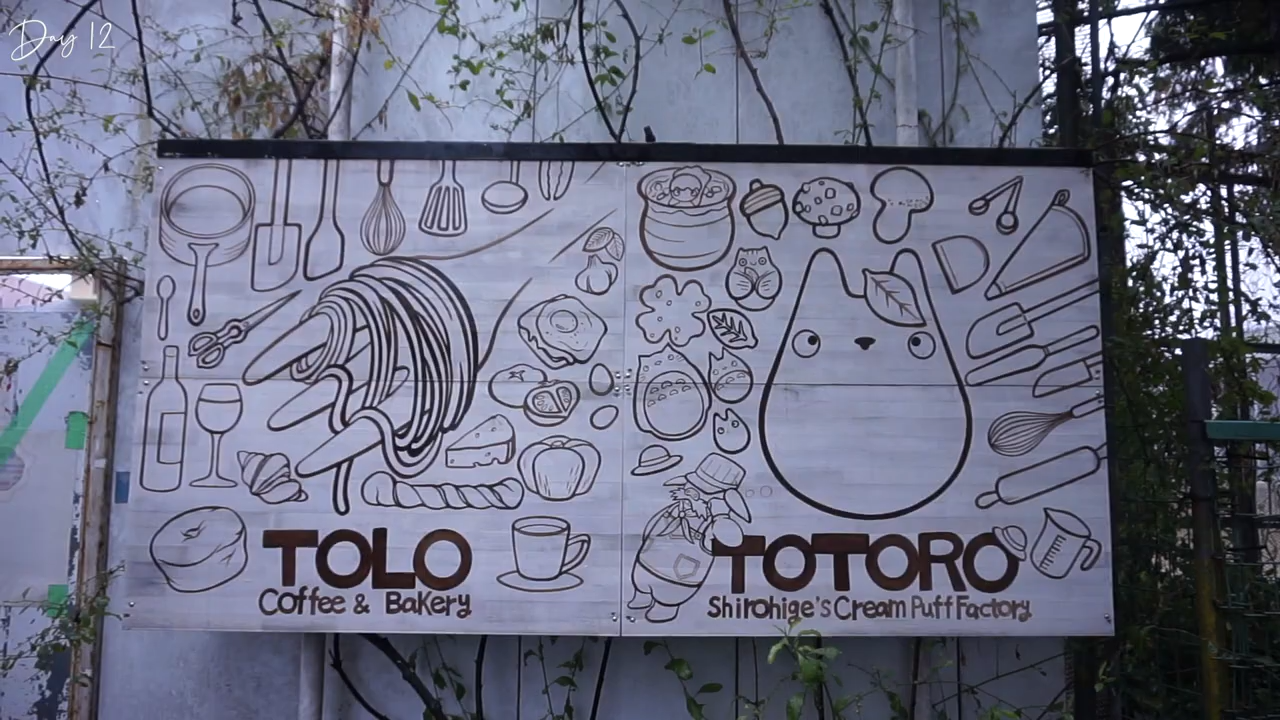 Day 12
TOLO
Coffee & Bakery
TOTORO
Shirohige's Cream Puff Factory